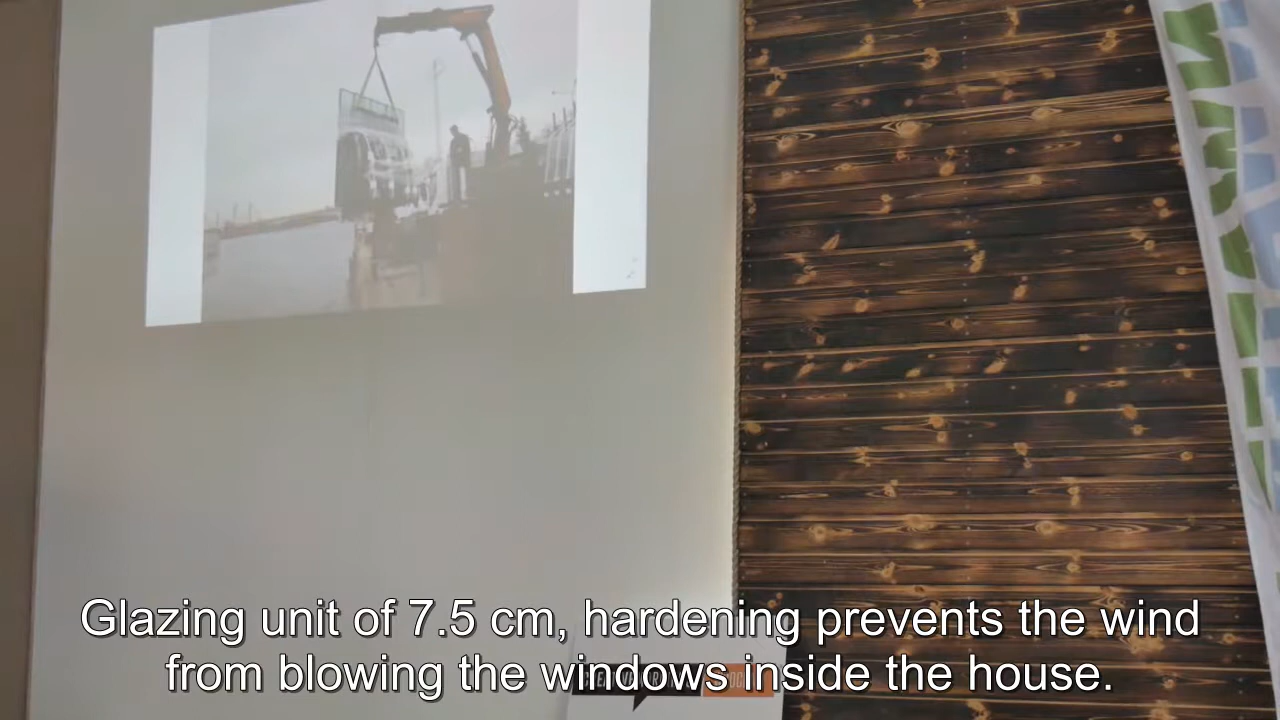 Glazing unit of 7.5 cm, hardening prevents the wind
from blowing the windows inside the house.